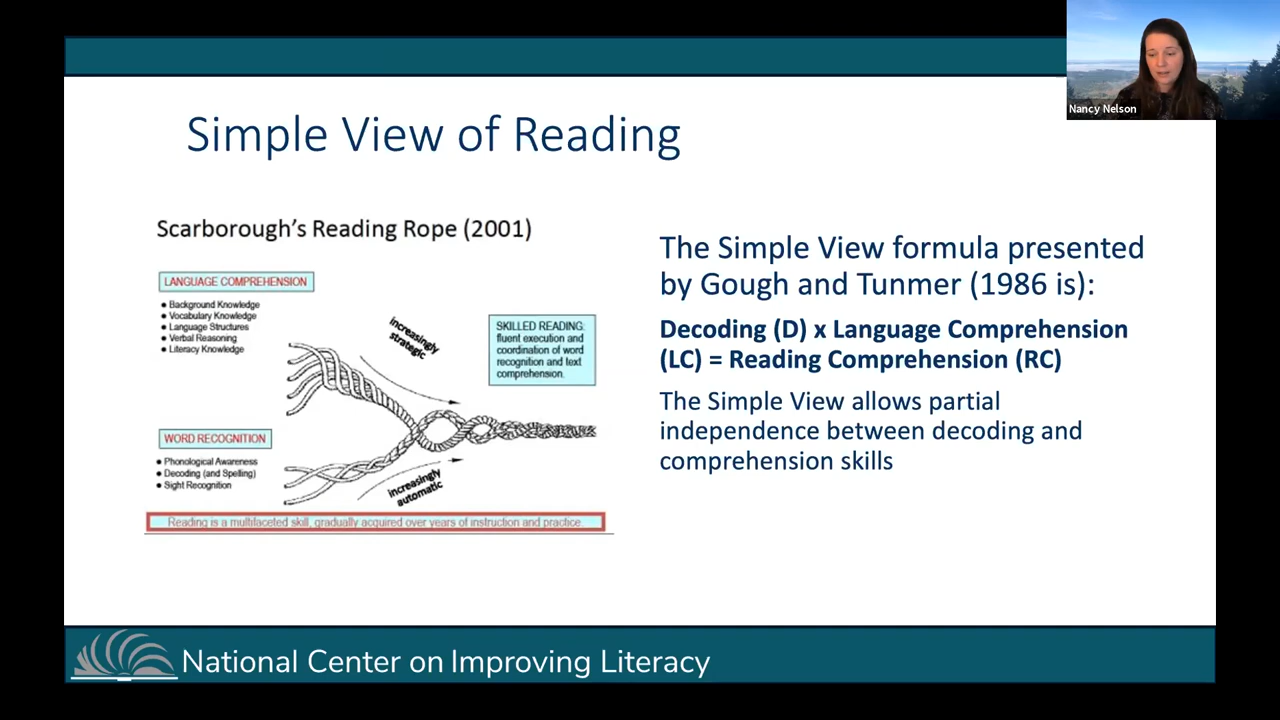 Nancy Nelson
Simple View of Reading
Scarborough's Reading Rope (2001)
LANGUAGE COMPREHENSION
● Background Knowledge
● Vocabulary Knowledge
● Language Structures
● Verbal Reasoning
● Literacy Knowledge
increasingly
strategic
SKILLED READING:
fluent execution and
coordination of word
recognition and text
comprehension.
WORD RECOGNITION
● Phonological Awareness
● Decoding (and Spelling)
● Sight Recognition
increasingly
automatic
Reading is a multifaceted skill, gradually acquired over years of instruction and practice.
The Simple View formula presented
by Gough and Tunmer (1986 is):
Decoding (D) x Language Comprehension
(LC) = Reading Comprehension (RC)
The Simple View allows partial
independence between decoding and
comprehension skills
National Center on Improving Literacy